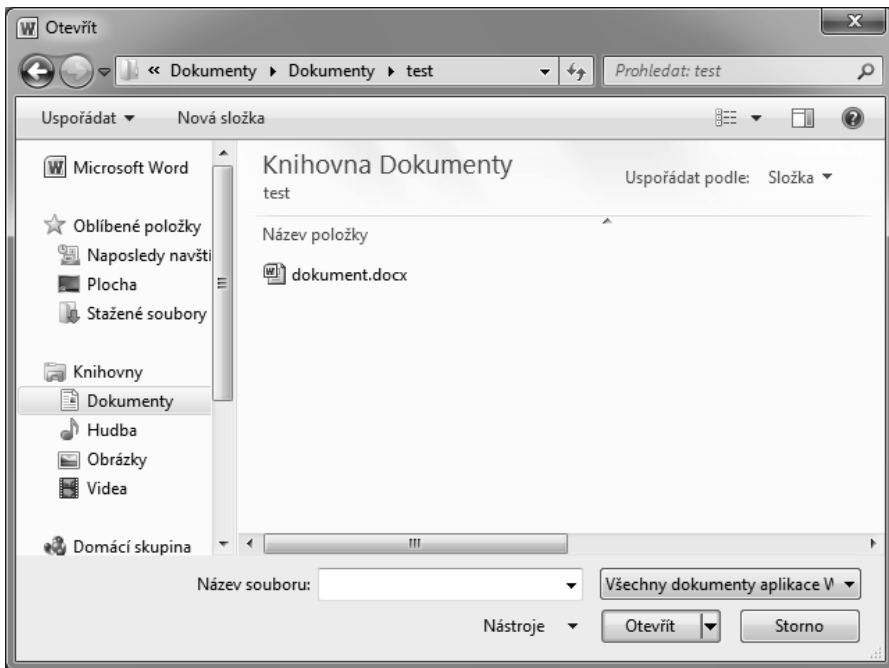 Otevřít
« Dokumenty ▸ Dokumenty ▸ test
Prohledat: test
Uspořádat
Nová složka
Microsoft Word
Oblíbené položky
Naposledy navští
Plocha
Stažené soubory
Knihovny
Dokumenty
Hudba
Obrázky
Videa
Domácí skupina
Knihovna Dokumenty
test
Uspořádat podle: Složka
Název položky
dokument.docx
Název souboru:
Všechny dokumenty aplikace W
Nástroje
Otevřít
Storno